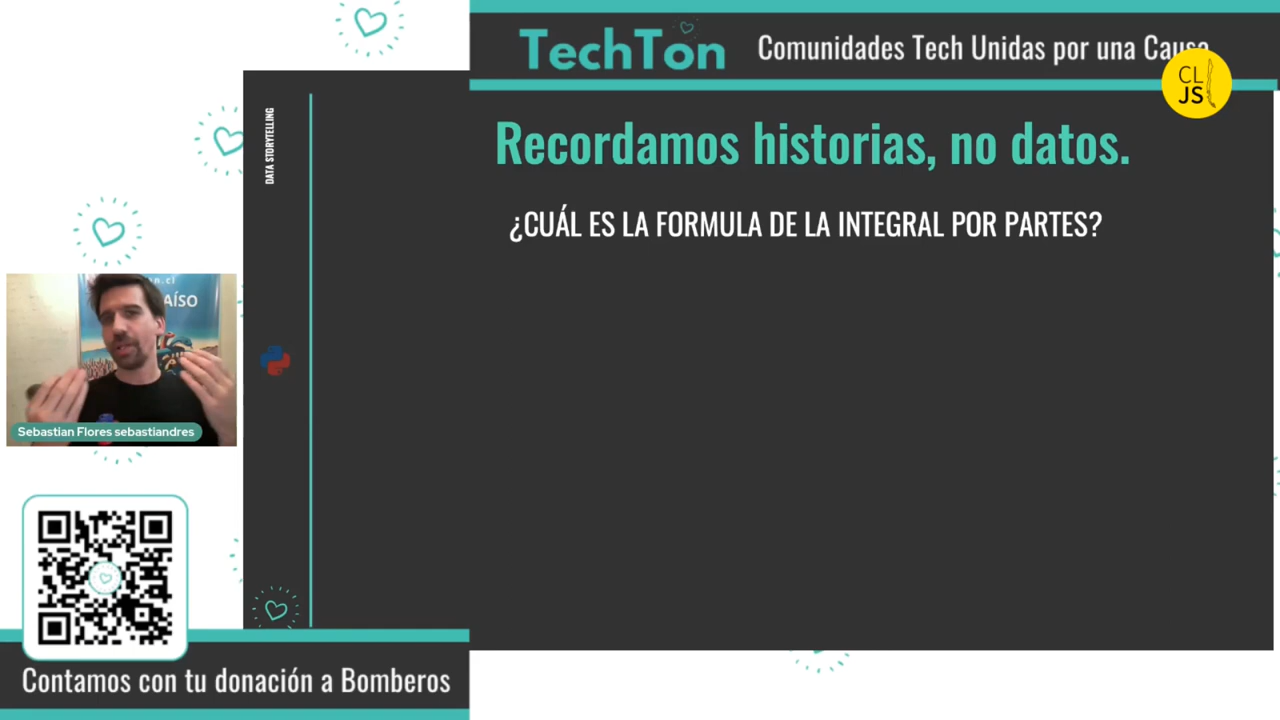 TechTon
Comunidades Tech Unidas por una Causa
CL
JS
DATA STORYTELLING
Recordamos historias, no datos.
¿CUÁL ES LA FORMULA DE LA INTEGRAL POR PARTES?
AÍSO
Sebastian Flores sebastiandres
Contamos con tu donación a Bomberos